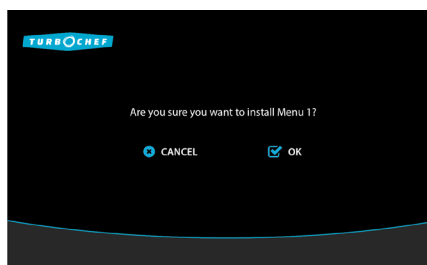 TURBOCHEF
Are you sure you want to install Menu 1?
CANCEL
OK